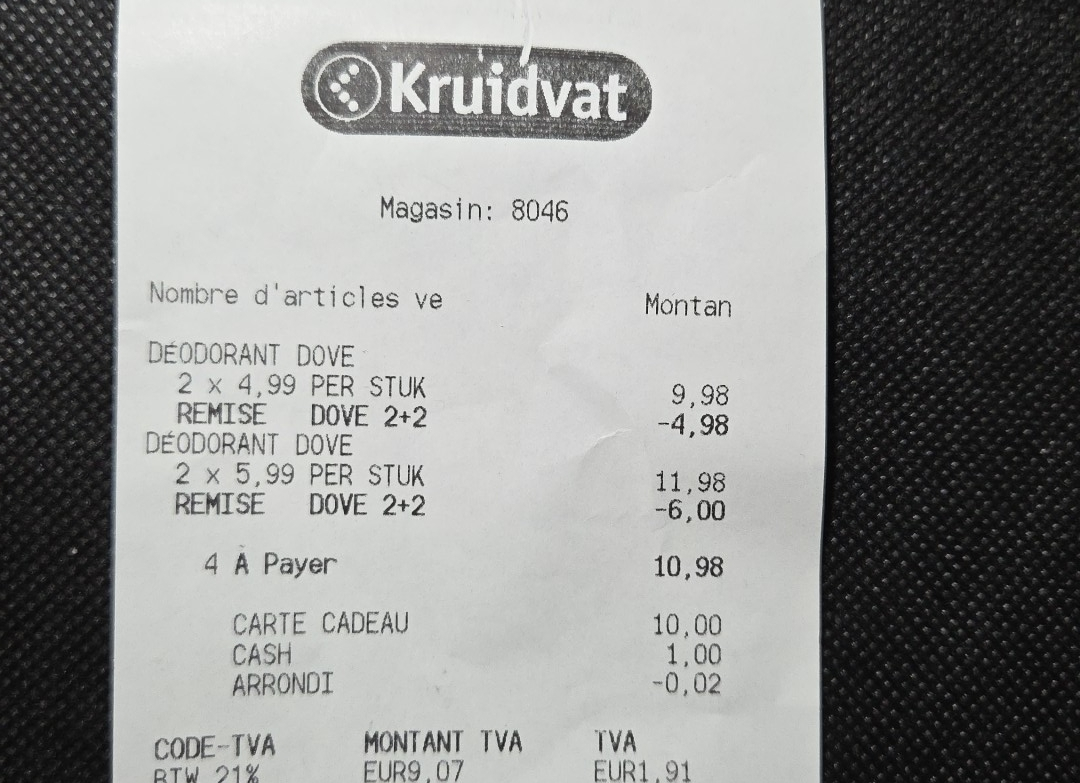 Kruidvat
Magasin: 8046
Nombre d'articles ve Montan
DÉODORANT DOVE
2 x 4,99 PER STUK 9,98
REMISE DOVE 2+2 -4,98
DÉODORANT DOVE
2 x 5,99 PER STUK 11,98
REMISE DOVE 2+2 -6,00
4 À Payer 10,98
CARTE CADEAU 10,00
CASH 1,00
ARRONDI -0,02
CODE-TVA MONTANT TVA TVA
BTW 21% EUR9,07 EUR1,91